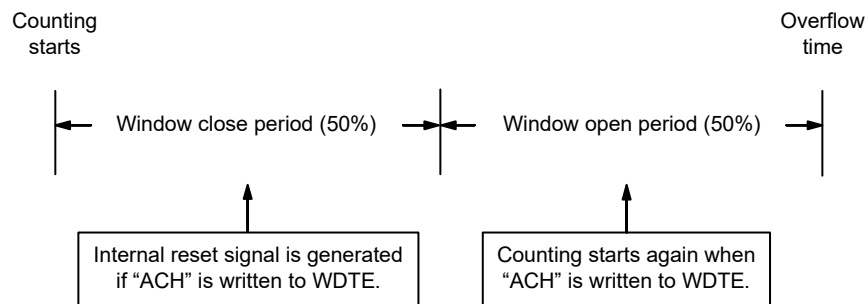 Counting
starts
Overflow
time
Window close period (50%)
Window open period (50%)
Internal reset signal is generated
if “ACH” is written to WDTE.
Counting starts again when
“ACH” is written to WDTE.